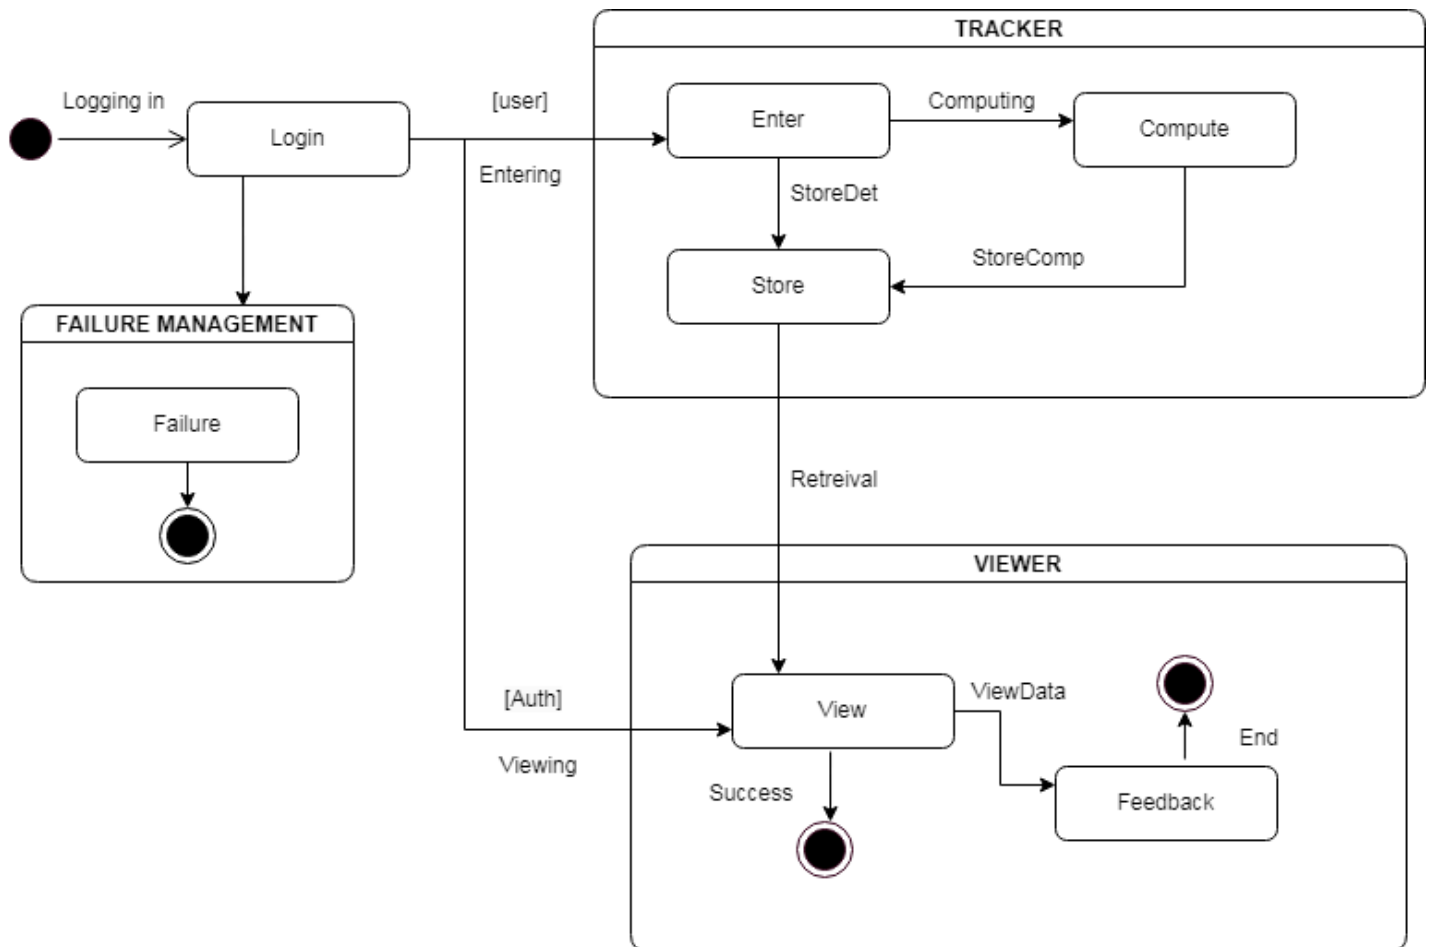 TRACKER
Logging in
[user]
Enter
Computing
Compute
Login
Entering
StoreDet
StoreComp
Store
FAILURE MANAGEMENT
Failure
Retreival
VIEWER
[Auth]
View
ViewData
End
Viewing
Success
Feedback